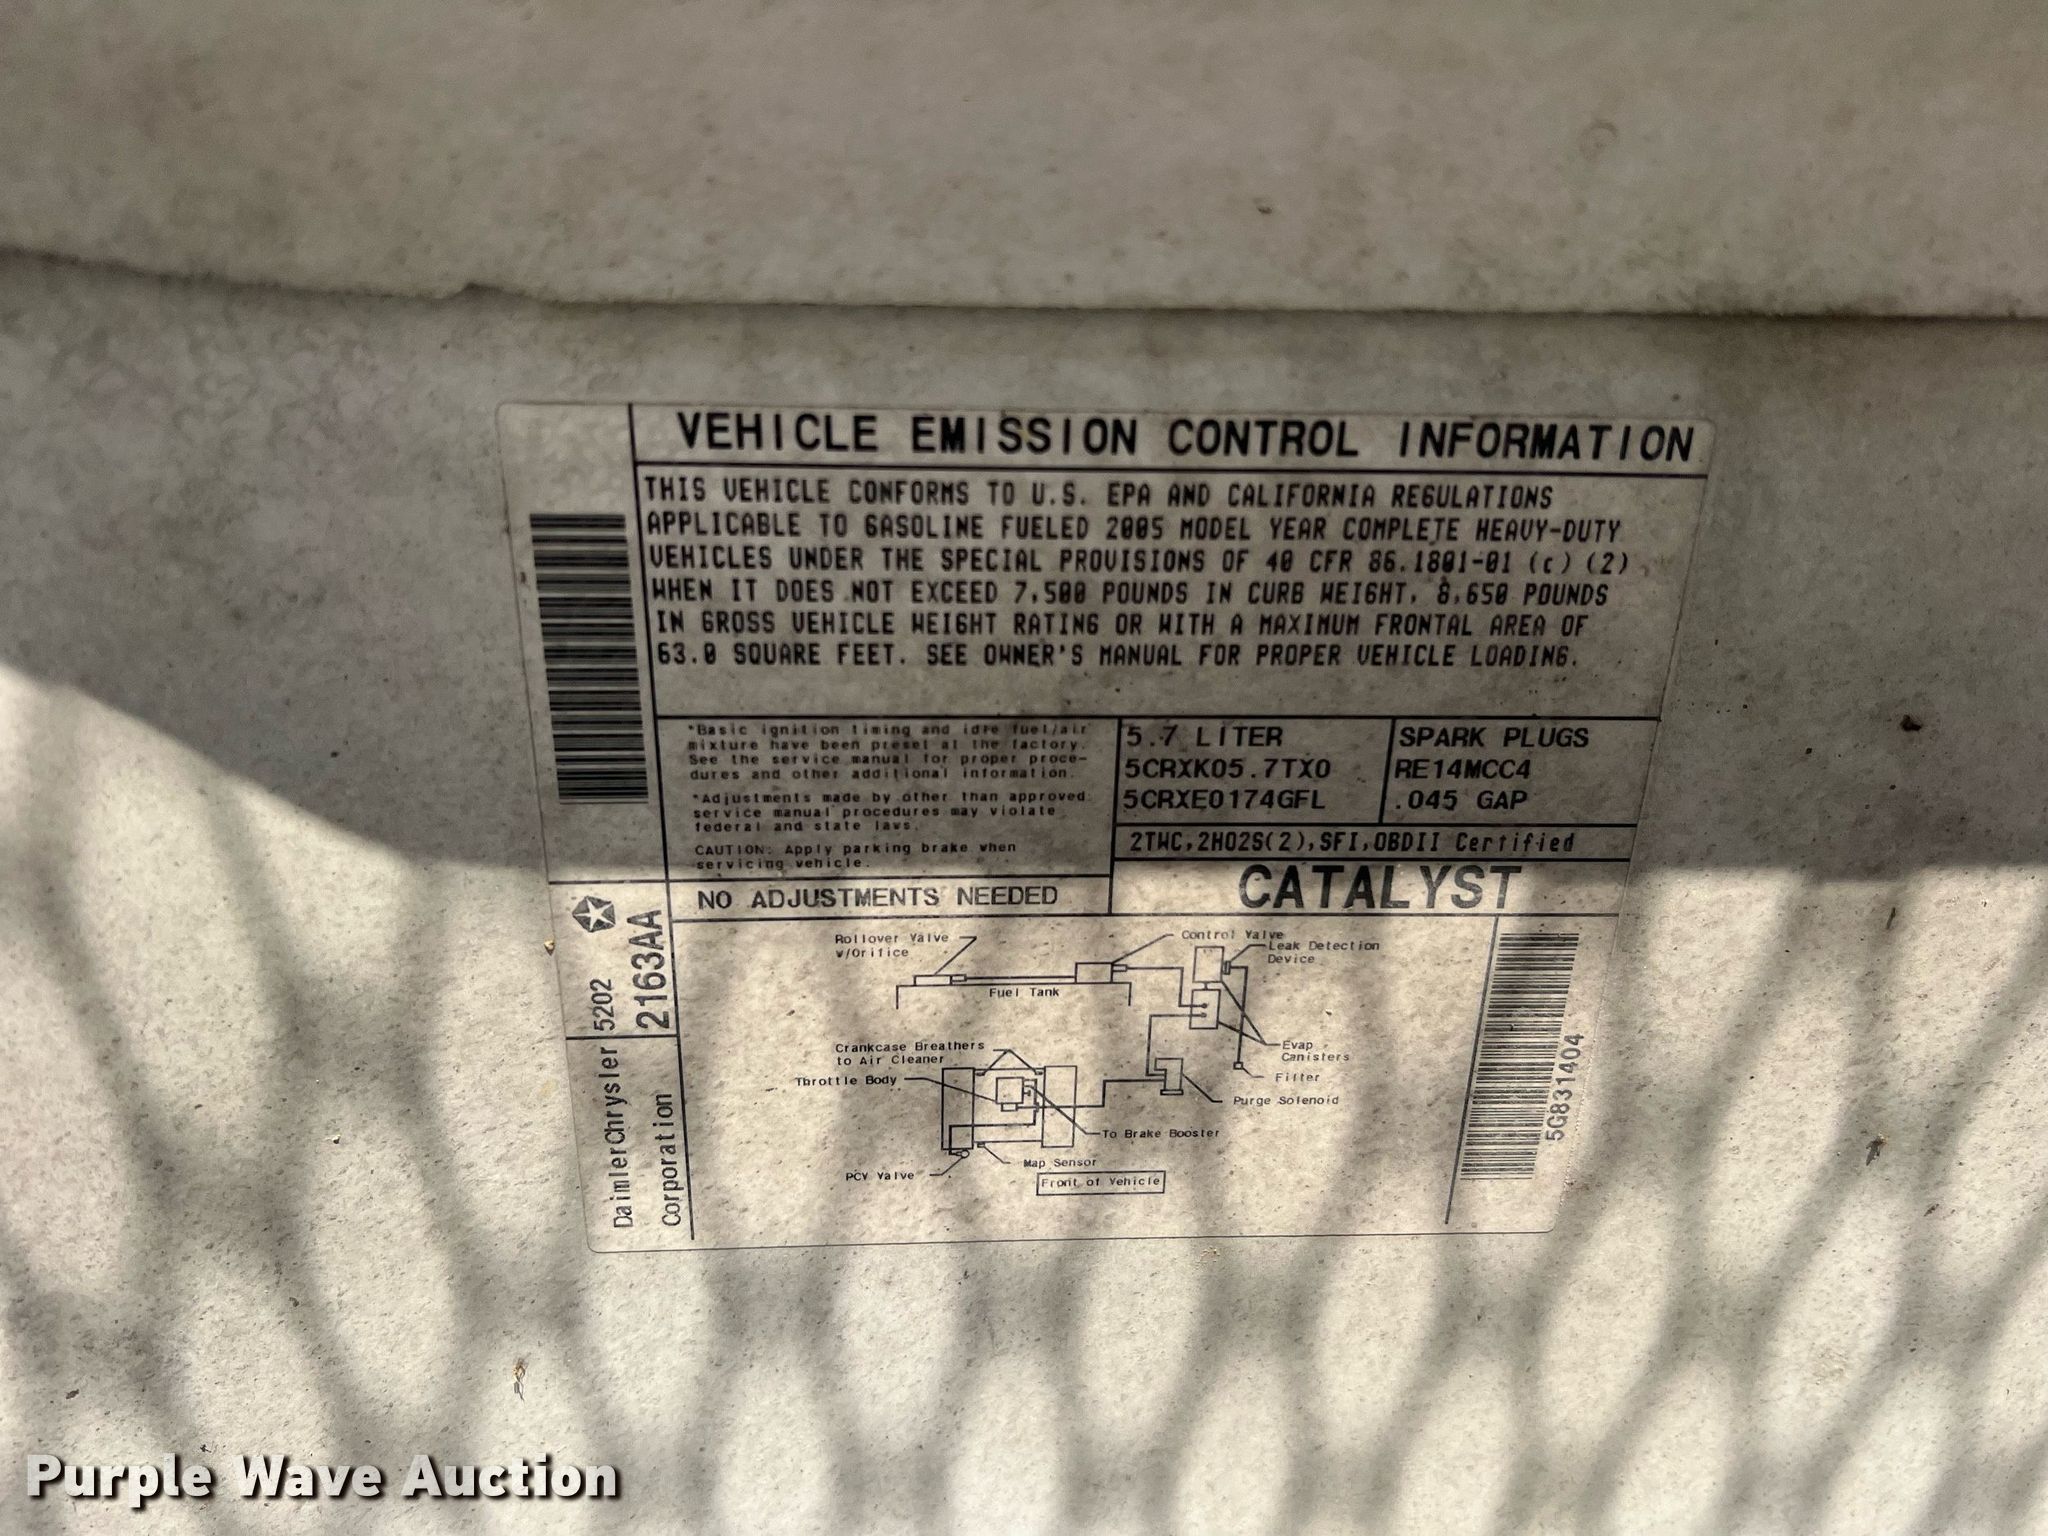 VEHICLE EMISSION CONTROL INFORMATION
THIS VEHICLE CONFORMS TO U.S. EPA AND CALIFORNIA REGULATIONS
APPLICABLE TO GASOLINE FUELED 2005 MODEL YEAR COMPLETE HEAVY-DUTY
VEHICLES UNDER THE SPECIAL PROVISIONS OF 40 CFR 86.1801-01 (c) (2)
WHEN IT DOES NOT EXCEED 7,500 POUNDS IN CURB WEIGHT, 8,650 POUNDS
IN GROSS VEHICLE WEIGHT RATING OR WITH A MAXIMUM FRONTAL AREA OF
63.0 SQUARE FEET. SEE OWNER'S MANUAL FOR PROPER VEHICLE LOADING.
*Basic ignition timing and idle fuel/air
mixture have been preset at the factory.
See the service manual for proper proce-
dures and other additional information.
*Adjustments made by other than approved
service manual procedures may violate
federal and state laws.
CAUTION: Apply parking brake when
servicing vehicle.
NO ADJUSTMENTS NEEDED
5.7 LITER
5CRXK05.7TX0
5CRXE0174GFL
SPARK PLUGS
RE14MCC4
.045 GAP
2TWC,2HO2S(2),SFI,OBDII Certified
CATALYST
DaimlerChrysler
Corporation
5202
2163AA
Rollover Valve
w/Orifice
Control Valve
Leak Detection
Device
Fuel Tank
Crankcase Breathers
to Air Cleaner
Throttle Body
Evap
Canisters
Filter
Purge Solenoid
To Brake Booster
Map Sensor
PCV Valve
Front of Vehicle
5G831404
Purple Wave Auction